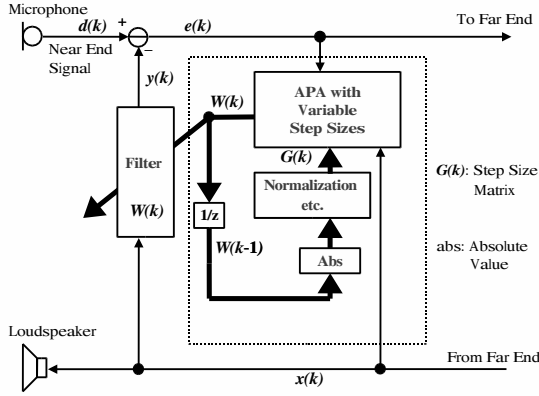 Microphone
d(k)
+
e(k)
To Far End
Near End
Signal
−
y(k)
W(k)
APA with
Variable
Step Sizes
G(k)
Filter
W(k)
Normalization
etc.
G(k): Step Size
Matrix
1/z
W(k-1)
Abs
abs: Absolute
Value
Loudspeaker
x(k)
From Far End